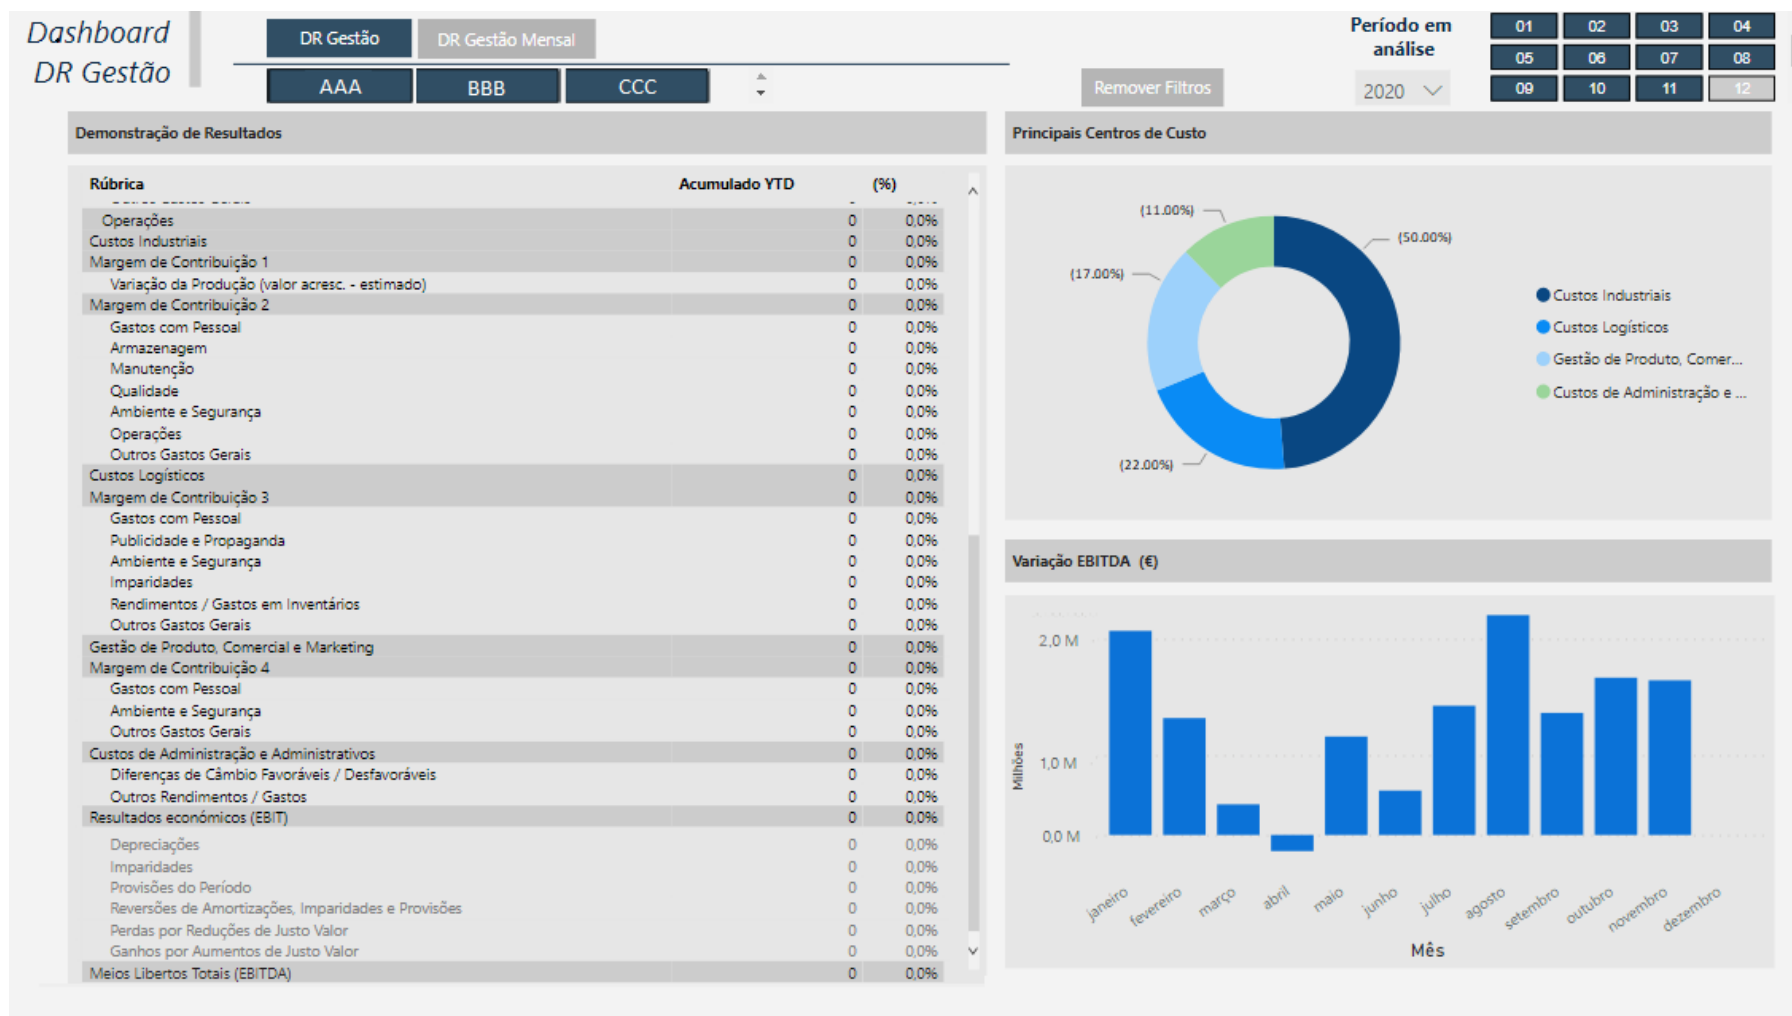 Dashboard
DR Gestão
DR Gestão
DR Gestão Mensal
AAA
BBB
CCC
Remover Filtros
Período em
análise
2020
01 02 03 04
05 06 07 08
09 10 11 12
Demonstração de Resultados
Rúbrica Acumulado YTD (%)
Operações 0 0,0%
Custos Industriais 0 0,0%
Margem de Contribuição 1 0 0,0%
Variação da Produção (valor acresc. - estimado) 0 0,0%
Margem de Contribuição 2 0 0,0%
Gastos com Pessoal 0 0,0%
Armazenagem 0 0,0%
Manutenção 0 0,0%
Qualidade 0 0,0%
Ambiente e Segurança 0 0,0%
Operações 0 0,0%
Outros Gastos Gerais 0 0,0%
Custos Logísticos 0 0,0%
Margem de Contribuição 3 0 0,0%
Gastos com Pessoal 0 0,0%
Publicidade e Propaganda 0 0,0%
Ambiente e Segurança 0 0,0%
Imparidades 0 0,0%
Rendimentos / Gastos em Inventários 0 0,0%
Outros Gastos Gerais 0 0,0%
Gestão de Produto, Comercial e Marketing 0 0,0%
Margem de Contribuição 4 0 0,0%
Gastos com Pessoal 0 0,0%
Ambiente e Segurança 0 0,0%
Outros Gastos Gerais 0 0,0%
Custos de Administração e Administrativos 0 0,0%
Diferenças de Câmbio Favoráveis / Desfavoráveis 0 0,0%
Outros Rendimentos / Gastos 0 0,0%
Resultados económicos (EBIT) 0 0,0%
Depreciações 0 0,0%
Imparidades 0 0,0%
Provisões do Período 0 0,0%
Reversões de Amortizações, Imparidades e Provisões 0 0,0%
Perdas por Reduções de Justo Valor 0 0,0%
Ganhos por Aumentos de Justo Valor 0 0,0%
Meios Libertos Totais (EBITDA) 0 0,0%
Principais Centros de Custo
(11.00%)
(50.00%)
(17.00%)
(22.00%)
Custos Industriais
Custos Logísticos
Gestão de Produto, Comer...
Custos de Administração e ...
Variação EBITDA (€)
2,0 M
1,0 M
0,0 M
Milhões
janeiro fevereiro março abril maio junho julho agosto setembro outubro novembro dezembro
Mês